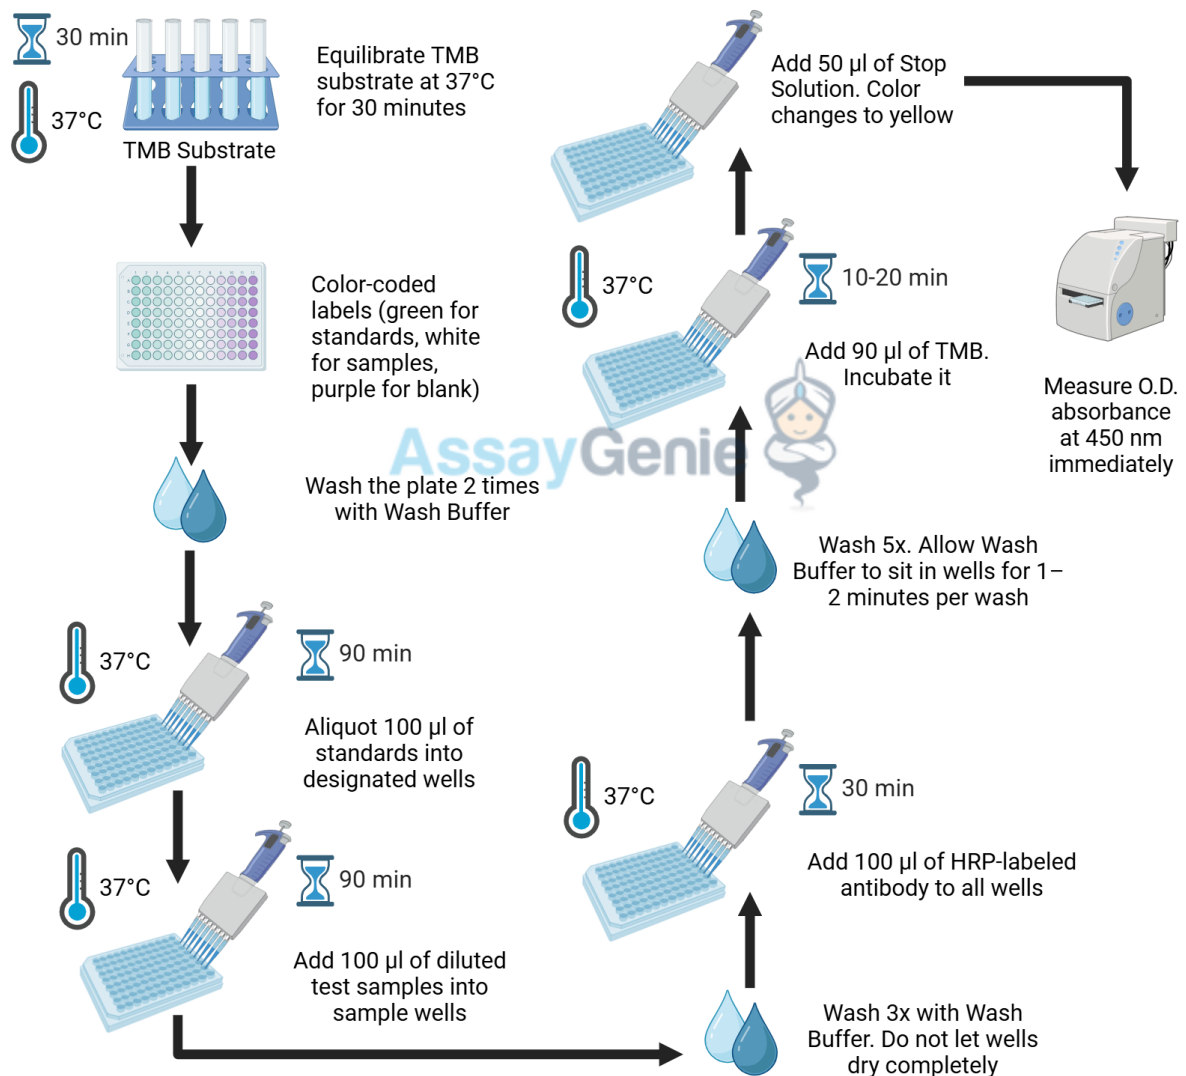 30 min
37°C
TMB Substrate
Equilibrate TMB
substrate at 37°C
for 30 minutes
Color-coded
labels (green for
standards, white
for samples,
purple for blank)
Wash the plate 2 times
with Wash Buffer
37°C
90 min
Aliquot 100 µl of
standards into
designated wells
37°C
90 min
Add 100 µl of diluted
test samples into
sample wells
Wash 3x with Wash
Buffer. Do not let wells
dry completely
37°C
30 min
Add 100 µl of HRP-labeled
antibody to all wells
Wash 5x. Allow Wash
Buffer to sit in wells for 1–
2 minutes per wash
37°C
10-20 min
Add 90 µl of TMB.
Incubate it
Add 50 µl of Stop
Solution. Color
changes to yellow
Measure O.D.
absorbance
at 450 nm
immediately
AssayGenie